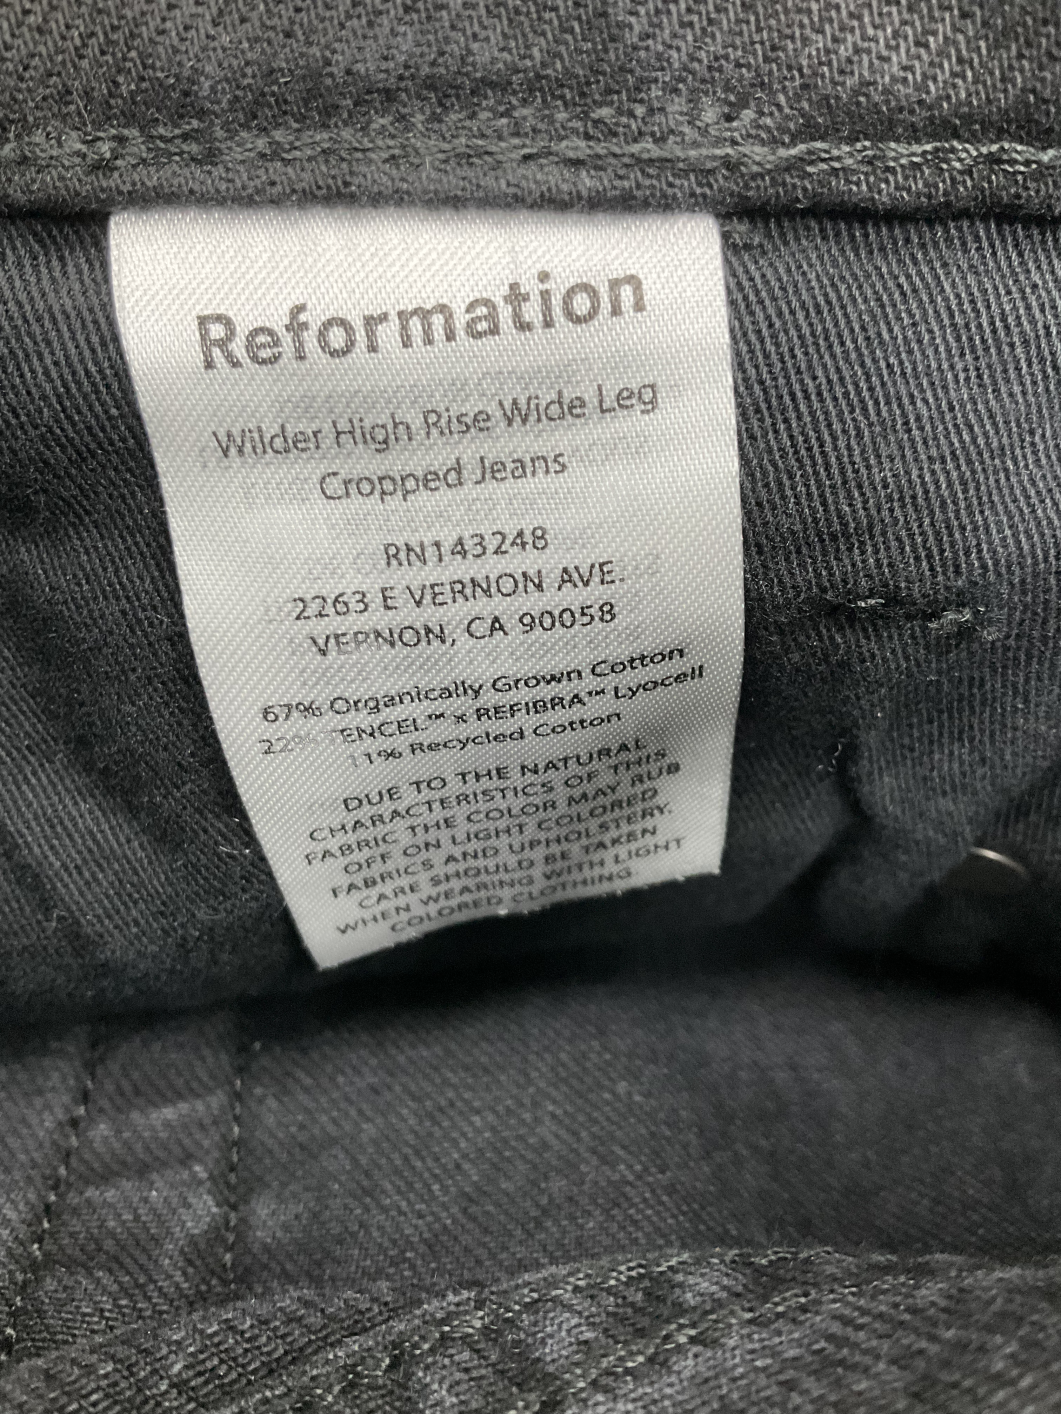 Reformation
Wilder High Rise Wide Leg
Cropped Jeans
RN143248
2263 E VERNON AVE.
VERNON, CA 90058
67% Organically Grown Cotton
22% TENCEL™ x REFIBRA™ Lyocell
11% Recycled Cotton
DUE TO THE NATURAL
CHARACTERISTICS OF THIS
FABRIC THE COLOR MAY RUB
OFF ON LIGHT COLORED
FABRICS AND UPHOLSTERY.
CARE SHOULD BE TAKEN
WHEN WEARING WITH LIGHT
COLORED CLOTHING.